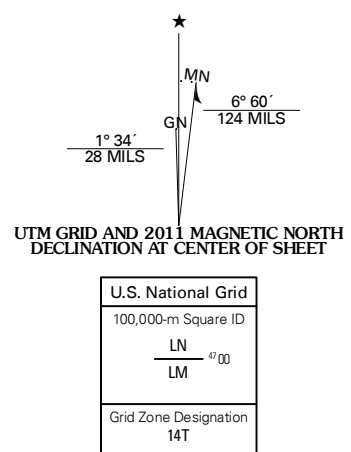 ★
MN
GN
6° 60´
124 MILS
1° 34´
28 MILS
UTM GRID AND 2011 MAGNETIC NORTH
DECLINATION AT CENTER OF SHEET
U.S. National Grid
100,000-m Square ID
LN
4700
LM
Grid Zone Designation
14T